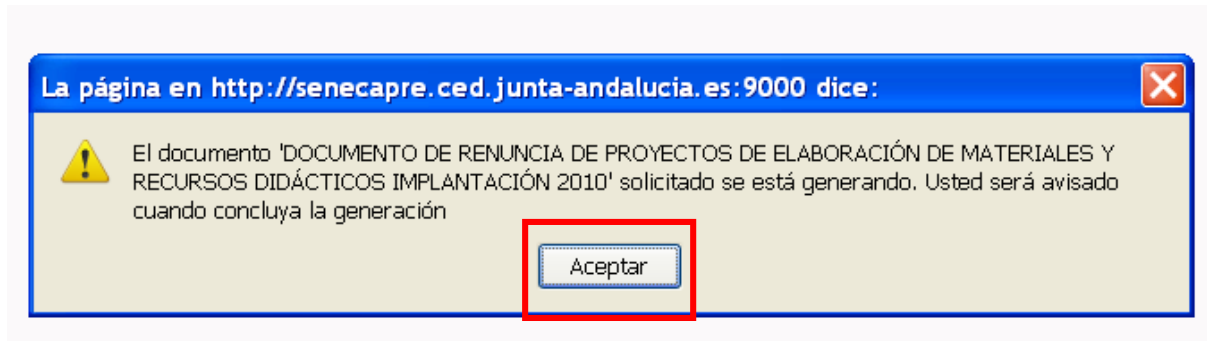 La página en http://senecapre.ced.junta-andalucia.es:9000 dice:
El documento 'DOCUMENTO DE RENUNCIA DE PROYECTOS DE ELABORACIÓN DE MATERIALES Y
RECURSOS DIDÁCTICOS IMPLANTACIÓN 2010' solicitado se está generando. Usted será avisado
cuando concluya la generación
Aceptar